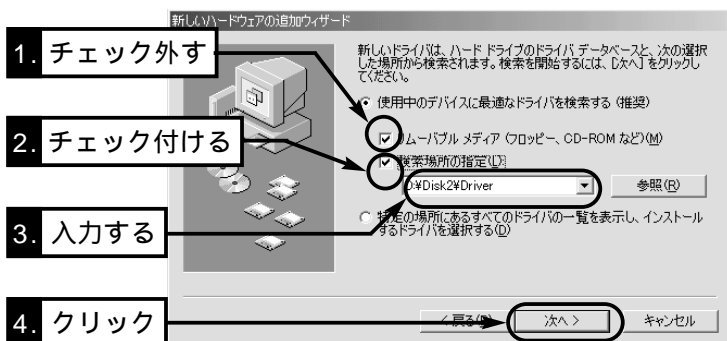 新しいハードウェアの追加ウィザード
1. チェック外す
新しいドライバは、ハード ドライブのドライバ データベースと、次の選択
した場所から検索されます。検索を開始するには、[次へ] をクリックし
てください。
使用中のデバイスに最適なドライバを検索する (推奨)
2. チェック付ける
リムーバブル メディア (フロッピー、CD-ROM など)(M)
検索場所の指定(L)
D:¥Disk2¥Driver
参照(R)
3. 入力する
特定の場所にあるすべてのドライバの一覧を表示し、インストール
するドライバを選択する(D)
4. クリック
< 戻る(B)
次へ >
キャンセル